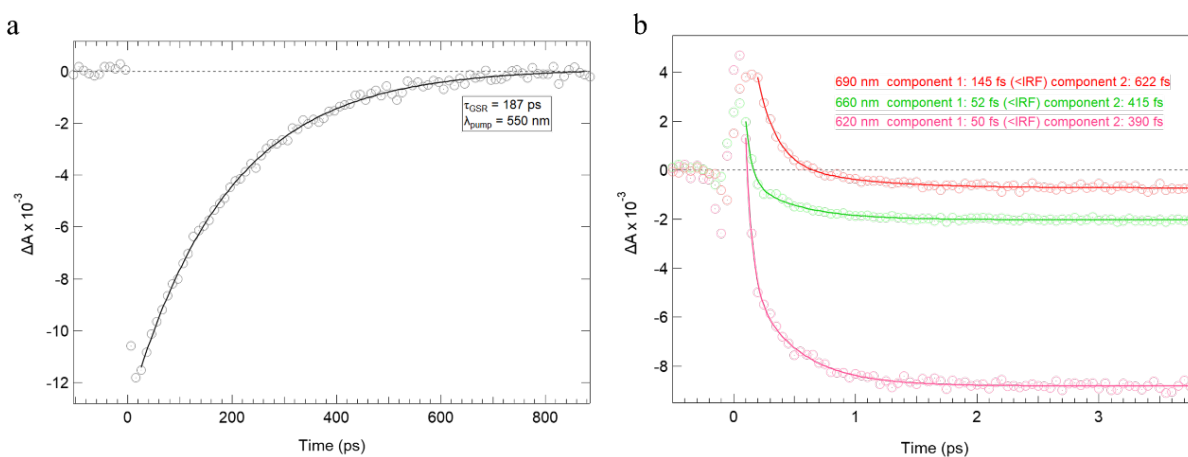 a
0
-2
-4
-6
-8
-10
-12
ΔA x 10⁻³
0
200
400
600
800
Time (ps)
τGSR = 187 ps
λpump = 550 nm
b
4
2
0
-2
-4
-6
-8
ΔA x 10⁻³
0
1
2
3
Time (ps)
690 nm component 1: 145 fs (<IRF) component 2: 622 fs
660 nm component 1: 52 fs (<IRF) component 2: 415 fs
620 nm component 1: 50 fs (<IRF) component 2: 390 fs